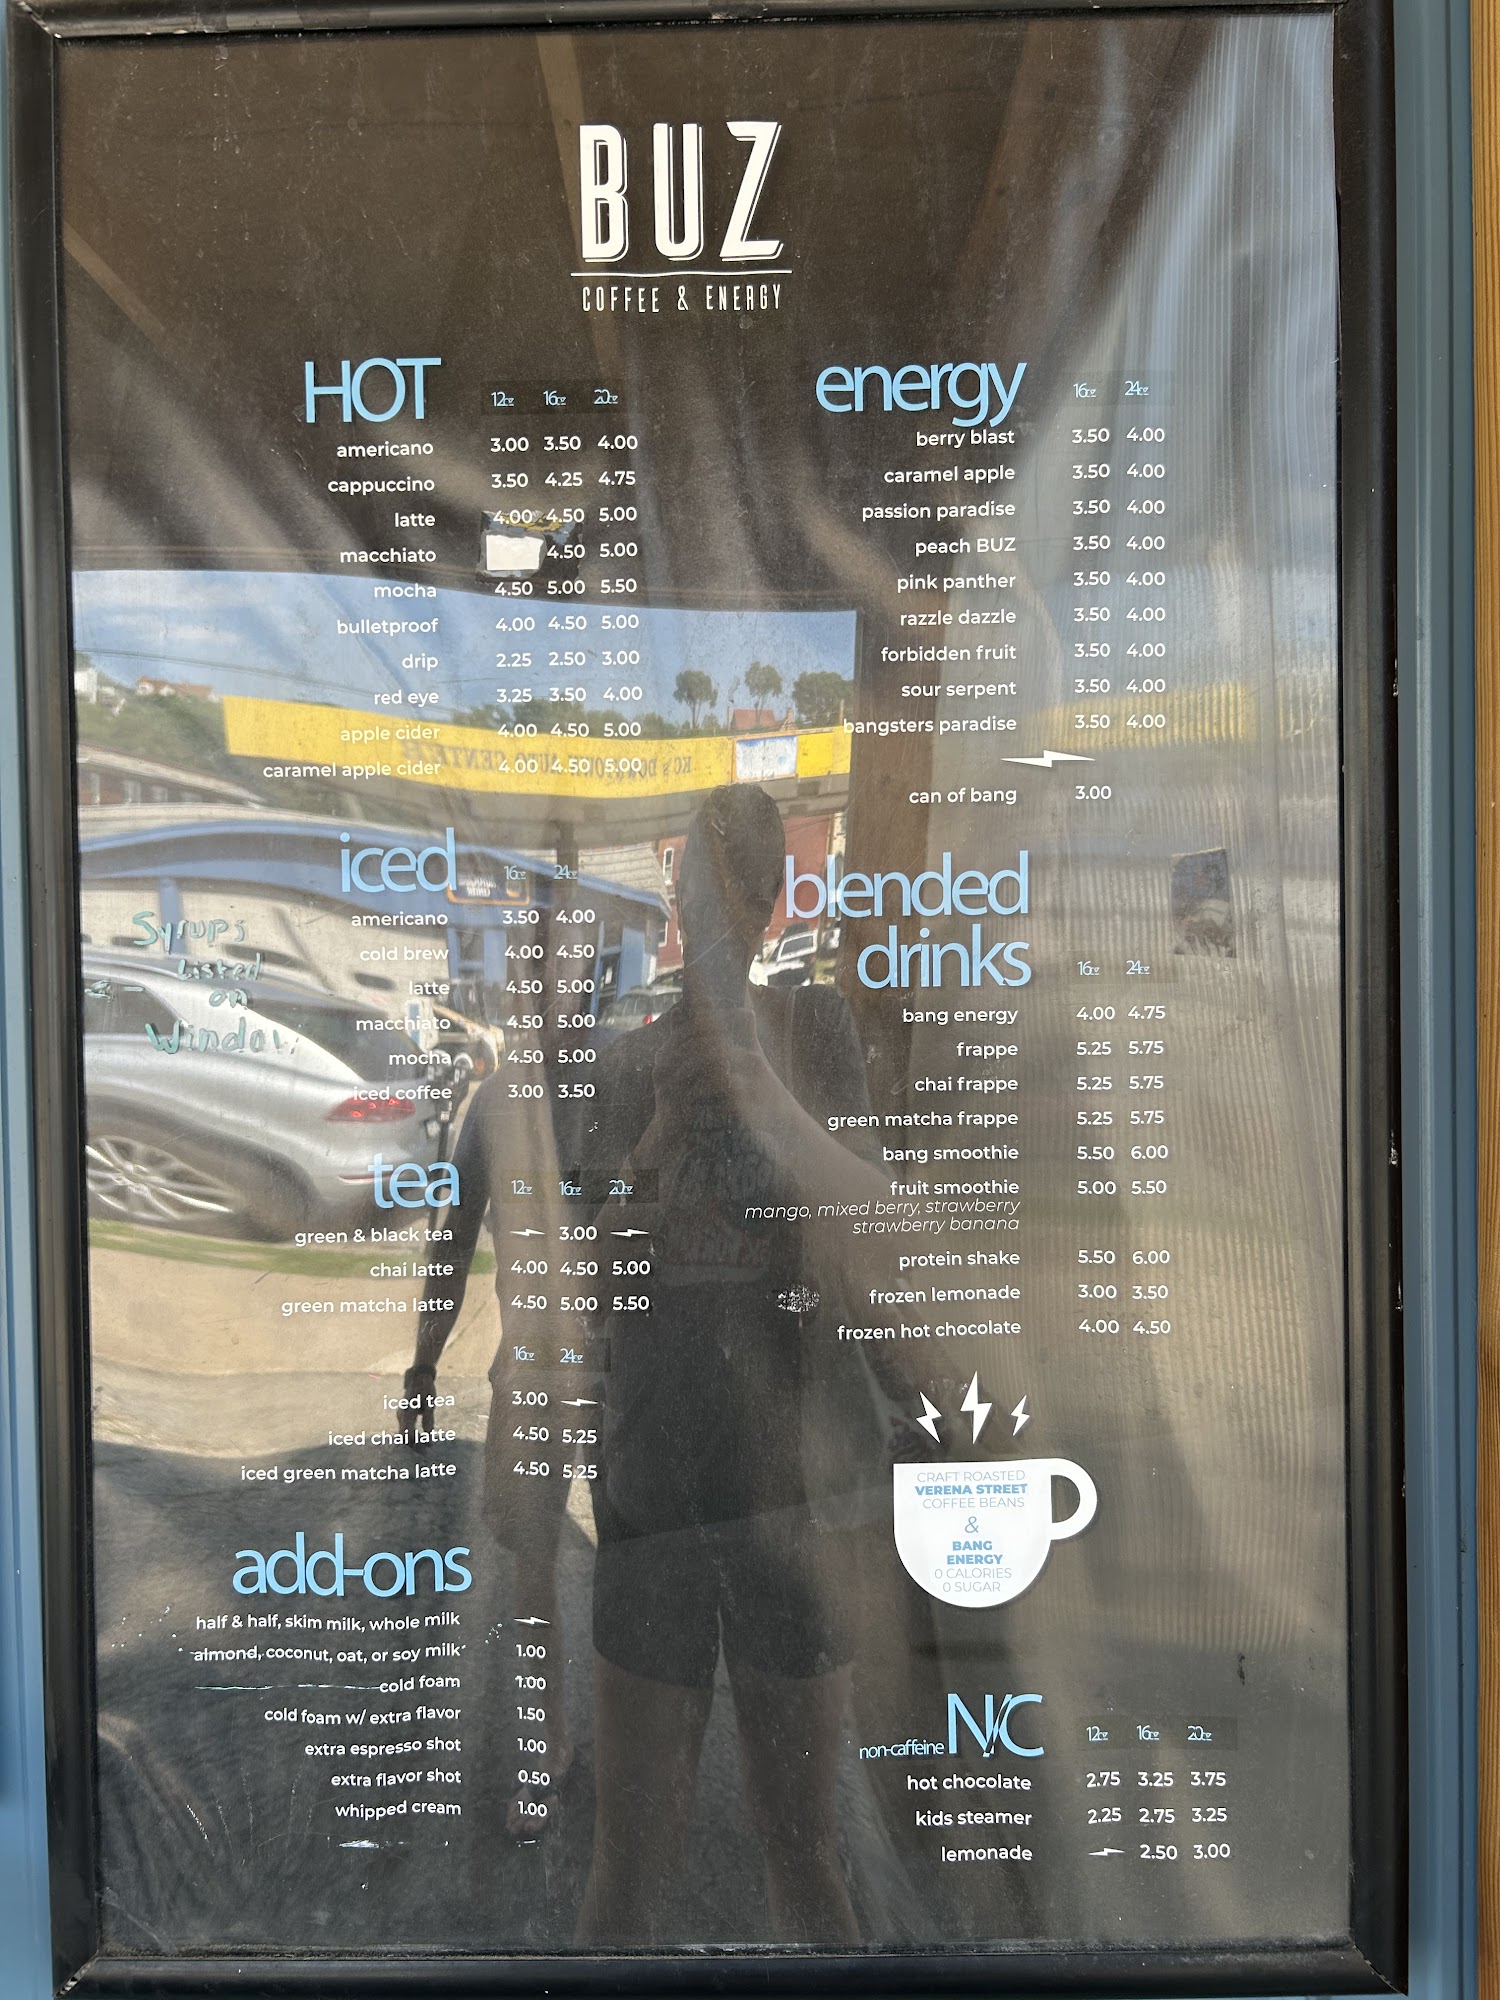 BUZ
COFFEE & ENERGY
HOT 12oz 16oz 20oz
americano 3.00 3.50 4.00
cappuccino 3.50 4.25 4.75
latte 4.00 4.50 5.00
macchiato 4.50 5.00
mocha 4.50 5.00 5.50
bulletproof 4.00 4.50 5.00
drip 2.25 2.50 3.00
red eye 3.25 3.50 4.00
apple cider 4.00 4.50 5.00
caramel apple cider 4.00 4.50 5.00
iced 16oz 24oz
americano 3.50 4.00
cold brew 4.00 4.50
latte 4.50 5.00
macchiato 4.50 5.00
mocha 4.50 5.00
iced coffee 3.00 3.50
Syrups
Listed
on
Window
tea 12oz 16oz 20oz
green & black tea 3.00
chai latte 4.00 4.50 5.00
green matcha latte 4.50 5.00 5.50
16oz 24oz
iced tea 3.00
iced chai latte 4.50 5.25
iced green matcha latte 4.50 5.25
add-ons
half & half, skim milk, whole milk
almond, coconut, oat, or soy milk 1.00
cold foam 1.00
cold foam w/ extra flavor 1.50
extra espresso shot 1.00
extra flavor shot 0.50
whipped cream 1.00
energy 16oz 24oz
berry blast 3.50 4.00
caramel apple 3.50 4.00
passion paradise 3.50 4.00
peach BUZ 3.50 4.00
pink panther 3.50 4.00
razzle dazzle 3.50 4.00
forbidden fruit 3.50 4.00
sour serpent 3.50 4.00
bangsters paradise 3.50 4.00
can of bang 3.00
blended
drinks 16oz 24oz
bang energy 4.00 4.75
frappe 5.25 5.75
chai frappe 5.25 5.75
green matcha frappe 5.25 5.75
bang smoothie 5.50 6.00
fruit smoothie 5.00 5.50
mango, mixed berry, strawberry
strawberry banana
protein shake 5.50 6.00
frozen lemonade 3.00 3.50
frozen hot chocolate 4.00 4.50
CRAFT ROASTED
VERENA STREET
COFFEE BEANS
&
BANG
ENERGY
0 CALORIES
0 SUGAR
non-caffeine N/C 12oz 16oz 20oz
hot chocolate 2.75 3.25 3.75
kids steamer 2.25 2.75 3.25
lemonade 2.50 3.00